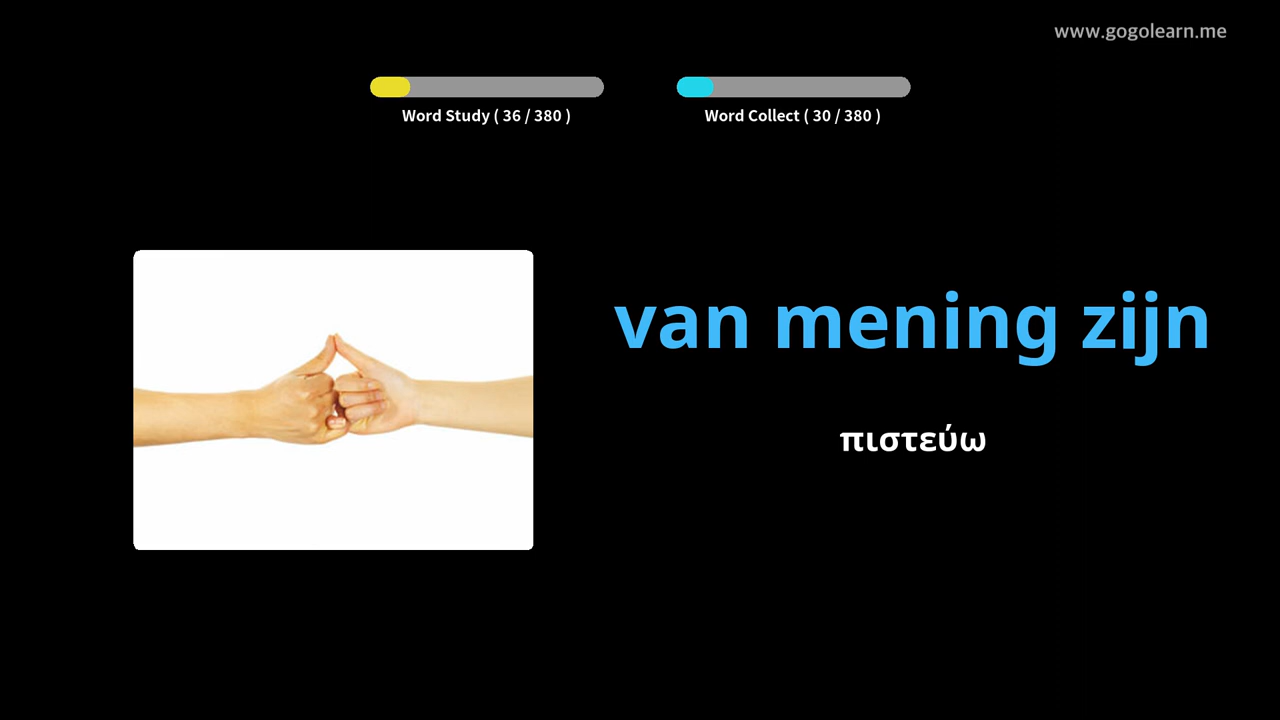 www.gogolearn.me
Word Study ( 36 / 380 )
Word Collect ( 30 / 380 )
van mening zijn
πιστεύω